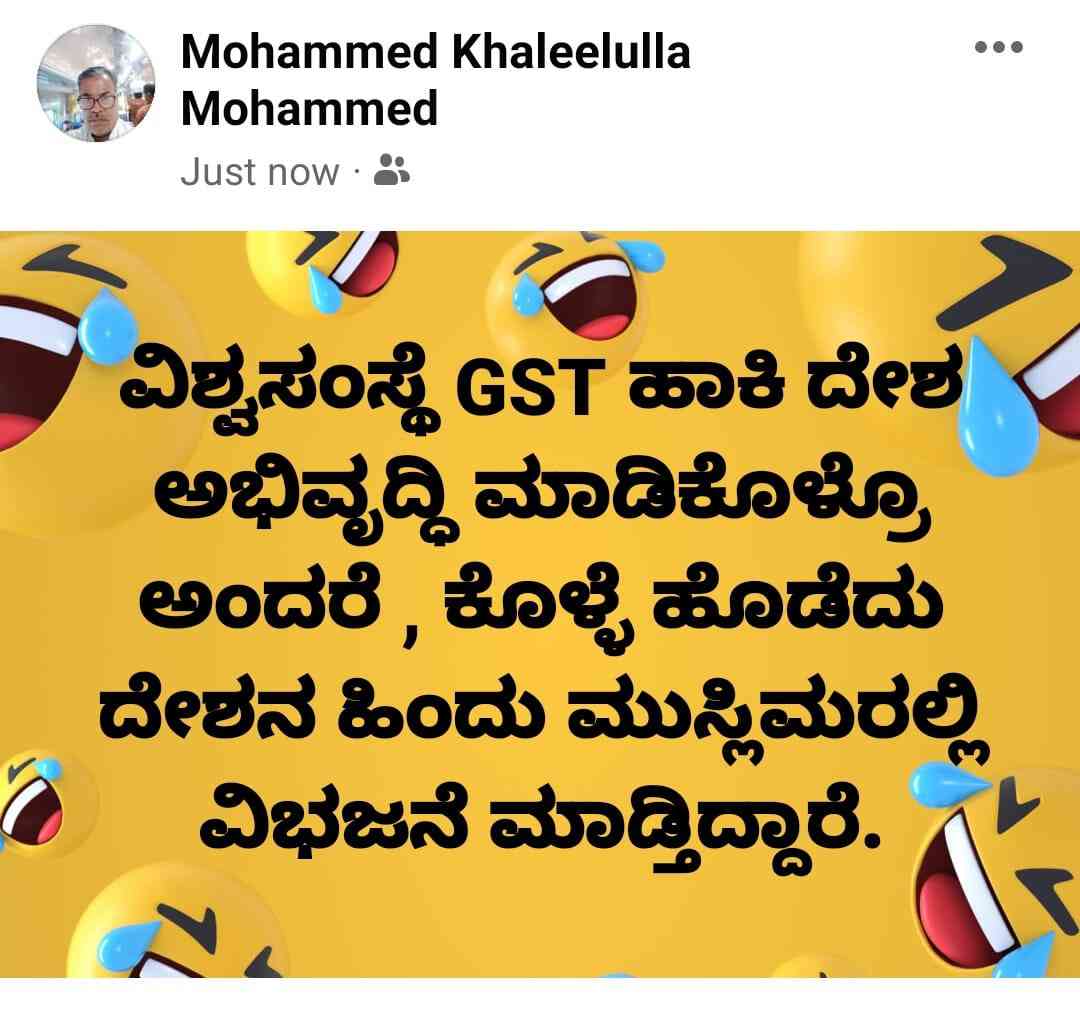 Mohammed Khaleelulla
Mohammed
Just now ·
ವಿಶ್ವಸಂಸ್ಥೆ GST ಹಾಕಿ ದೇಶ
ಅಭಿವೃದ್ಧಿ ಮಾಡಿಕೊಳ್ರೊ
ಅಂದರೆ , ಕೊಳ್ಳೆ ಹೊಡೆದು
ದೇಶನ ಹಿಂದು ಮುಸ್ಲಿಮರಲ್ಲಿ
ವಿಭಜನೆ ಮಾಡ್ತಿದ್ದಾರೆ.